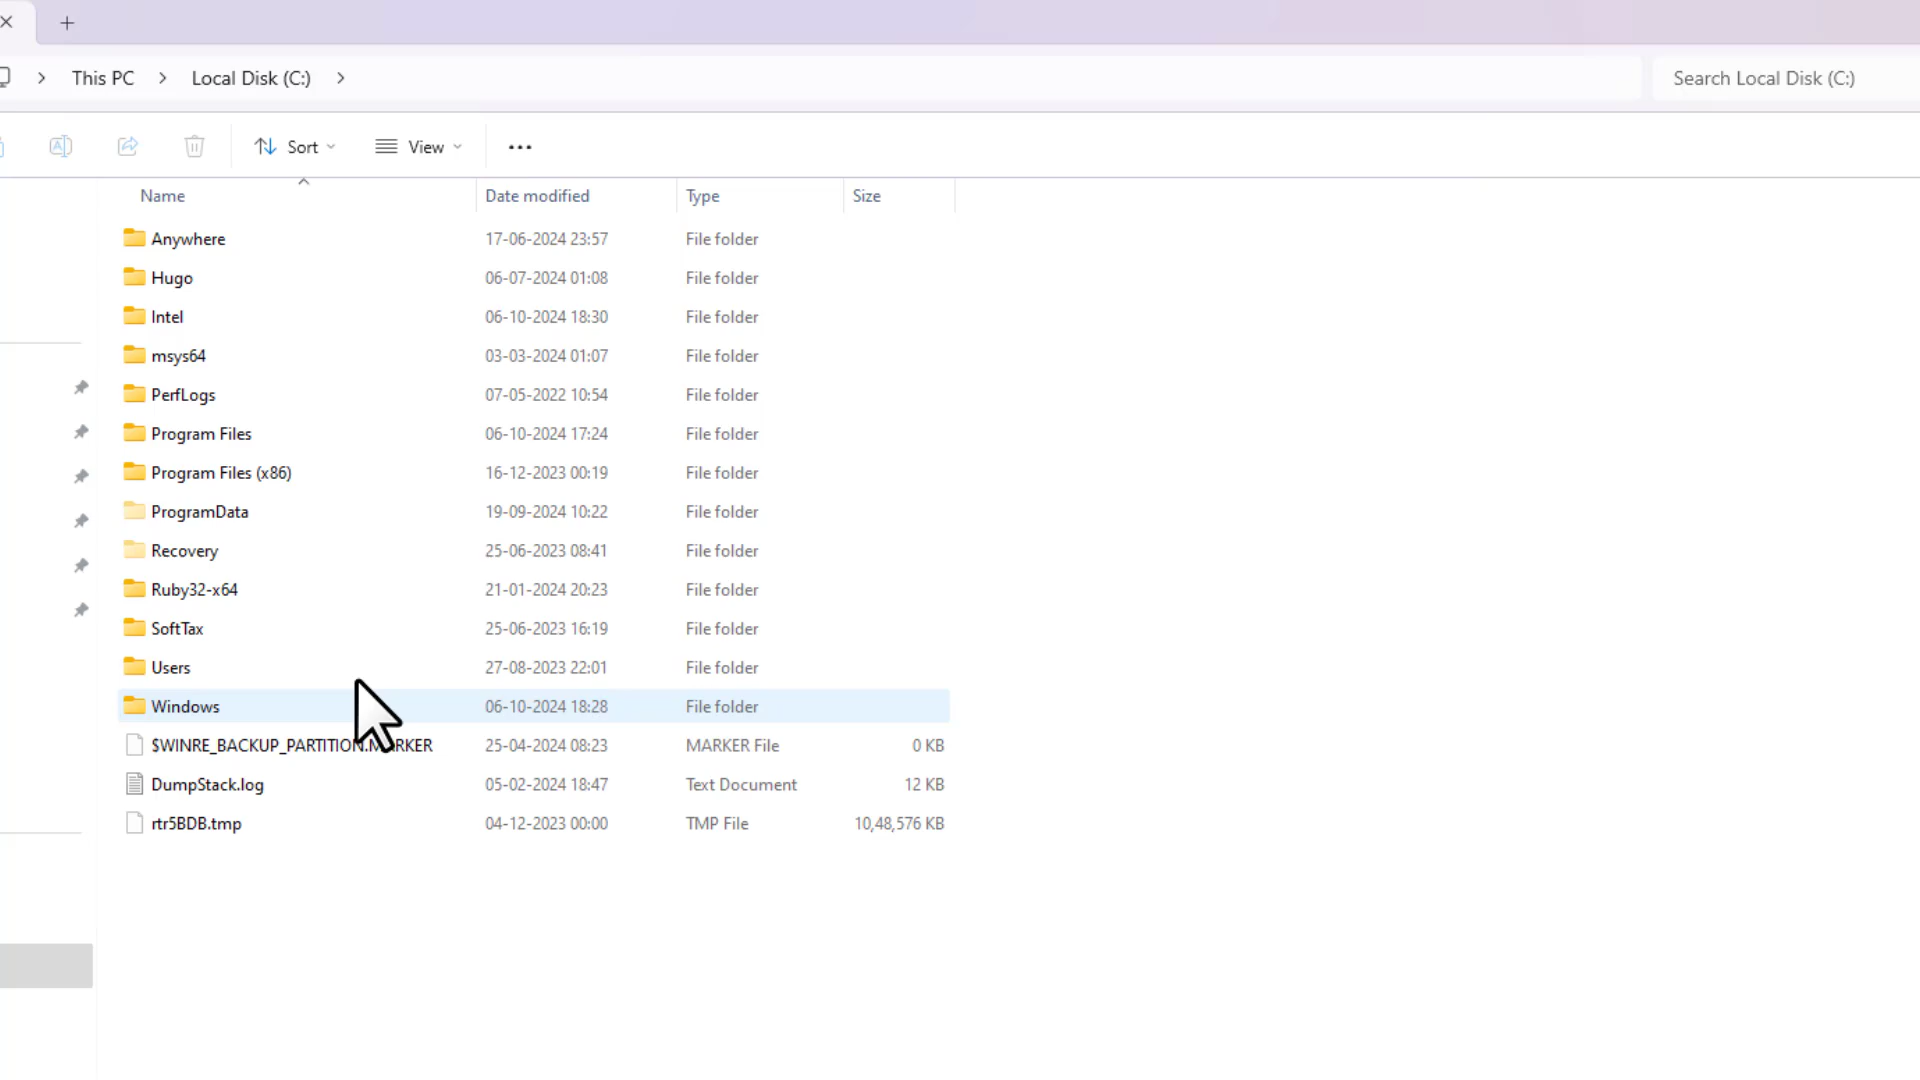 This PC > Local Disk (C:) >
Search Local Disk (C:)
Sort
View
Name Date modified Type Size
Anywhere 17-06-2024 23:57 File folder
Hugo 06-07-2024 01:08 File folder
Intel 06-10-2024 18:30 File folder
msys64 03-03-2024 01:07 File folder
PerfLogs 07-05-2022 10:54 File folder
Program Files 06-10-2024 17:24 File folder
Program Files (x86) 16-12-2023 00:19 File folder
ProgramData 19-09-2024 10:22 File folder
Recovery 25-06-2023 08:41 File folder
Ruby32-x64 21-01-2024 20:23 File folder
SoftTax 25-06-2023 16:19 File folder
Users 27-08-2023 22:01 File folder
Windows 06-10-2024 18:28 File folder
$WINRE_BACKUP_PARTITION.MARKER 25-04-2024 08:23 MARKER File 0 KB
DumpStack.log 05-02-2024 18:47 Text Document 12 KB
rtr5BDB.tmp 04-12-2023 00:00 TMP File 10,48,576 KB